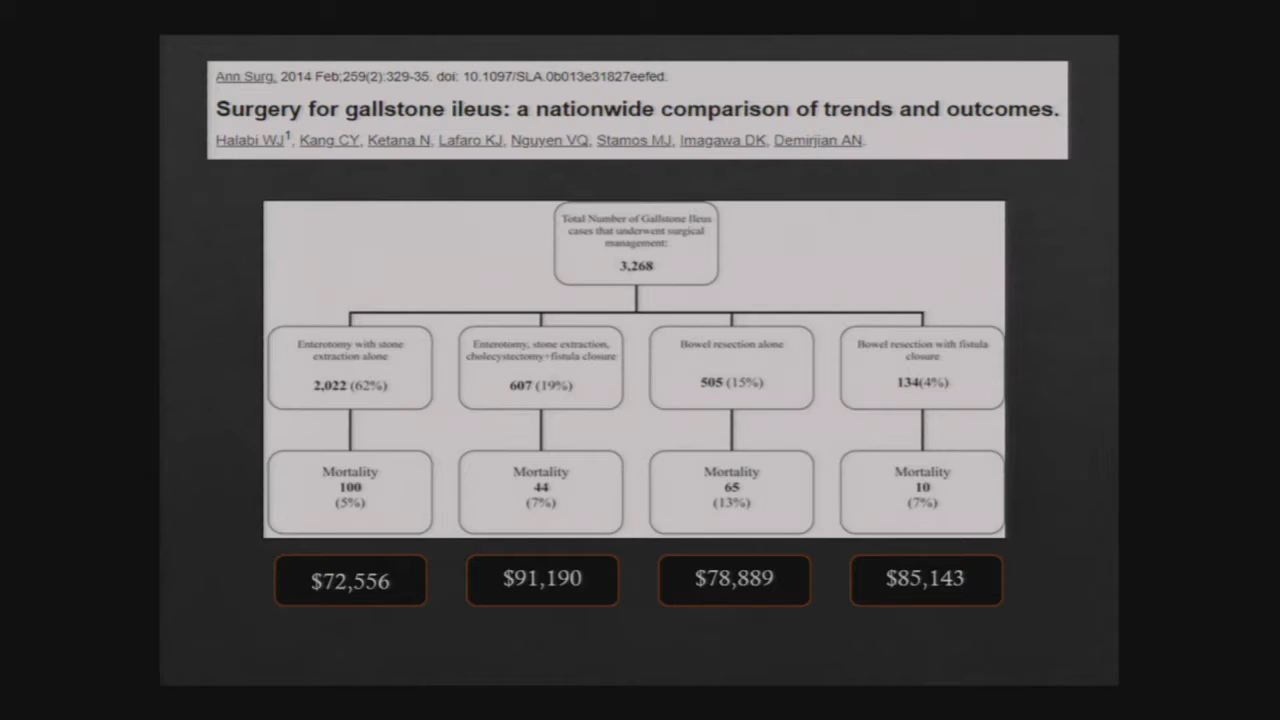 Ann Surg. 2014 Feb;259(2):329-35. doi: 10.1097/SLA.0b013e31827eefed.
Surgery for gallstone ileus: a nationwide comparison of trends and outcomes.
Halabi WJ1, Kang CY, Ketana N, Lafaro KJ, Nguyen VQ, Stamos MJ, Imagawa DK, Demirjian AN.
Total Number of Gallstone Ileus
cases that underwent surgical
management:
3,268
Enterotomy with stone
extraction alone
2,022 (62%)
Enterotomy, stone extraction,
cholecystectomy+fistula closure
607 (19%)
Bowel resection alone
505 (15%)
Bowel resection with fistula
closure
134(4%)
Mortality
100
(5%)
Mortality
44
(7%)
Mortality
65
(13%)
Mortality
10
(7%)
$72,556
$91,190
$78,889
$85,143